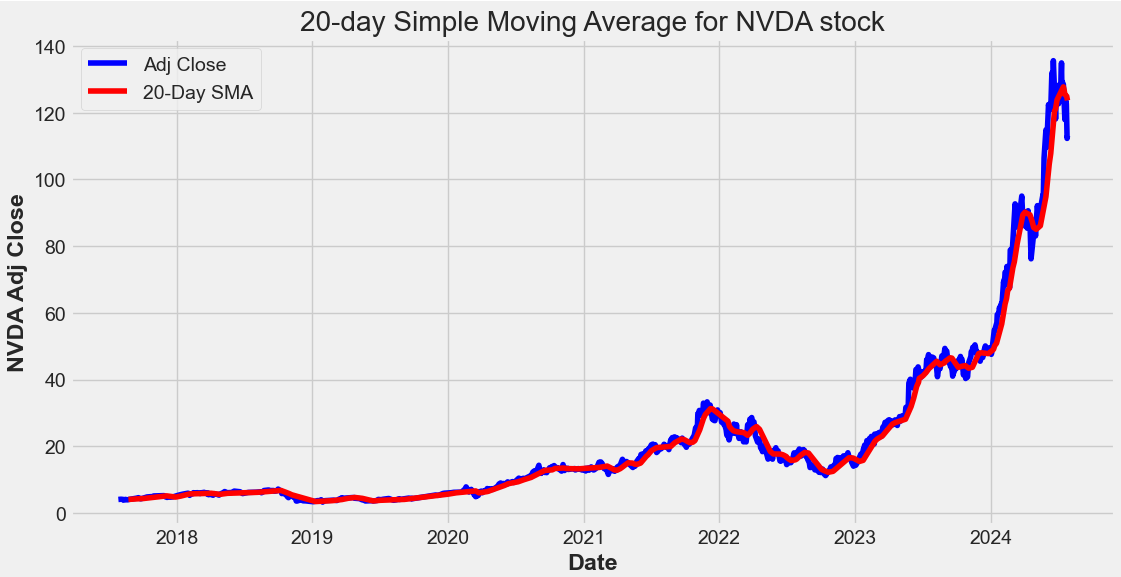 20-day Simple Moving Average for NVDA stock
Adj Close
20-Day SMA
NVDA Adj Close
140
120
100
80
60
40
20
0
2018 2019 2020 2021 2022 2023 2024
Date